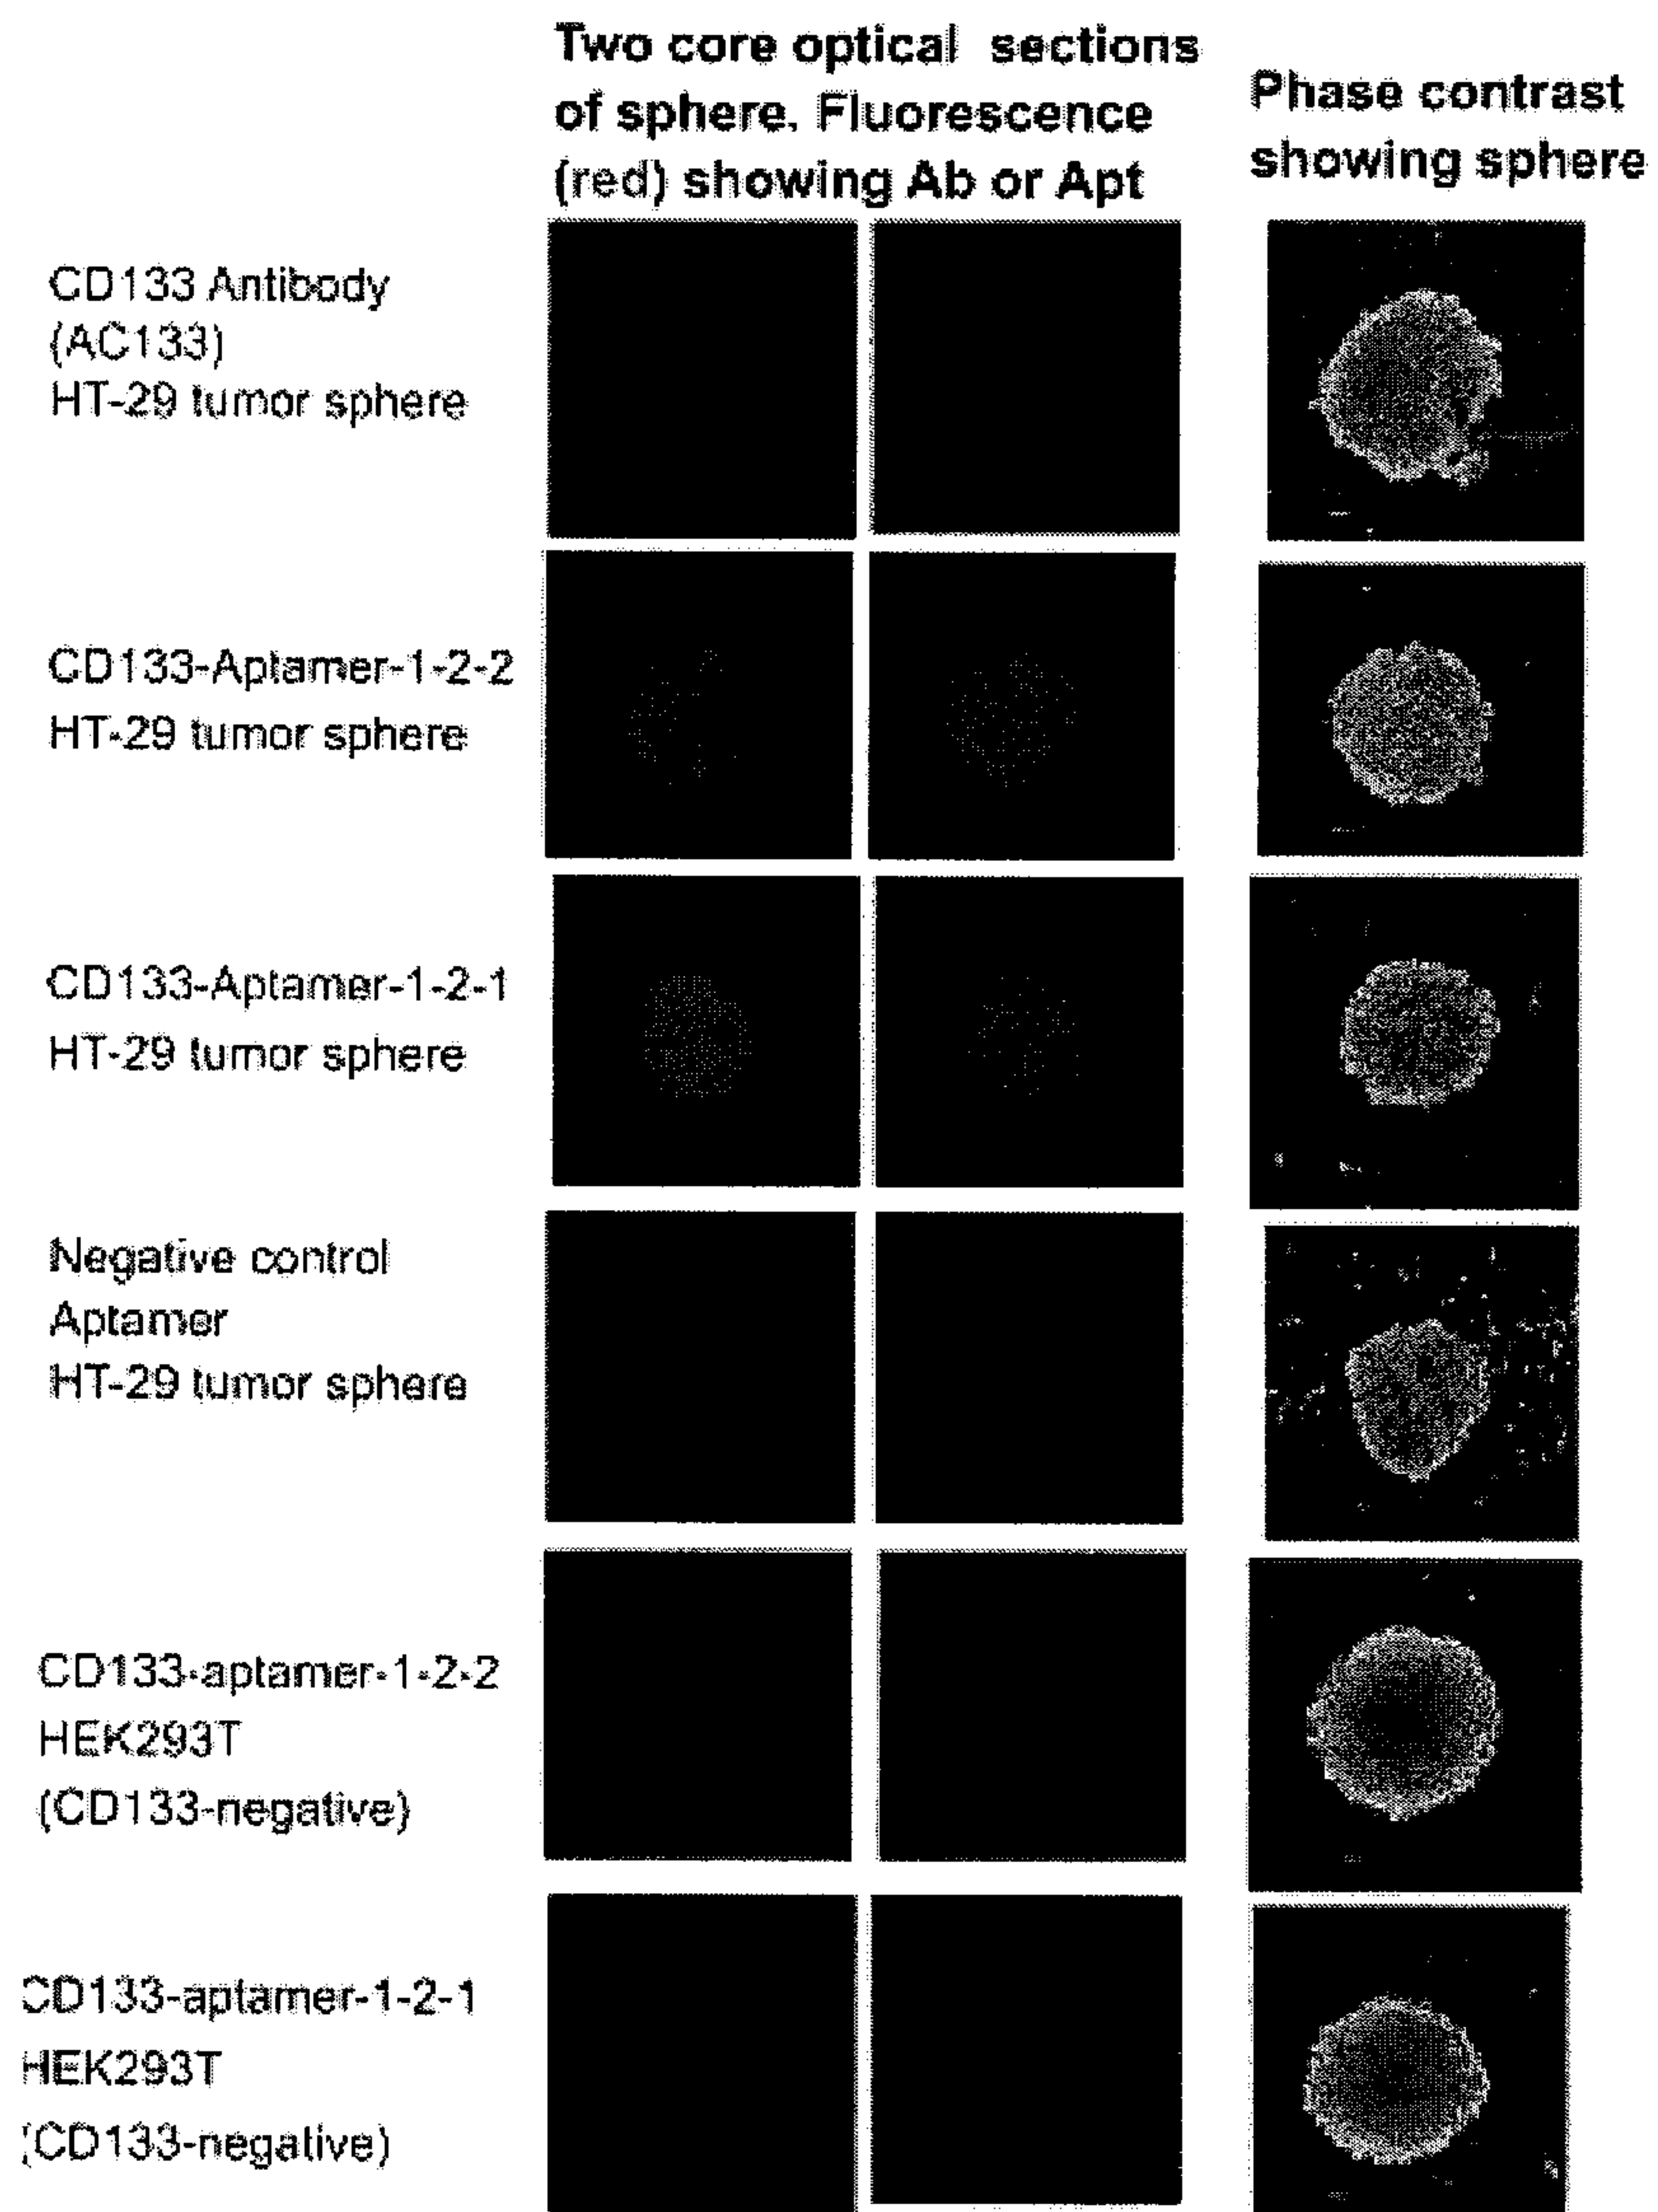 Two core optical sections
of sphere. Fluorescence
(red) showing Ab or Apt
Phase contrast
showing sphere
CD133 Antibody
(AC133)
HT-29 tumor sphere
CD133-Aptamer-1-2-2
HT-29 tumor sphere
CD133-Aptamer-1-2-1
HT-29 tumor sphere
Negative control
Aptamer
HT-29 tumor sphere
CD133-aptamer-1-2-2
HEK293T
(CD133-negative)
CD133-aptamer-1-2-1
HEK293T
(CD133-negative)